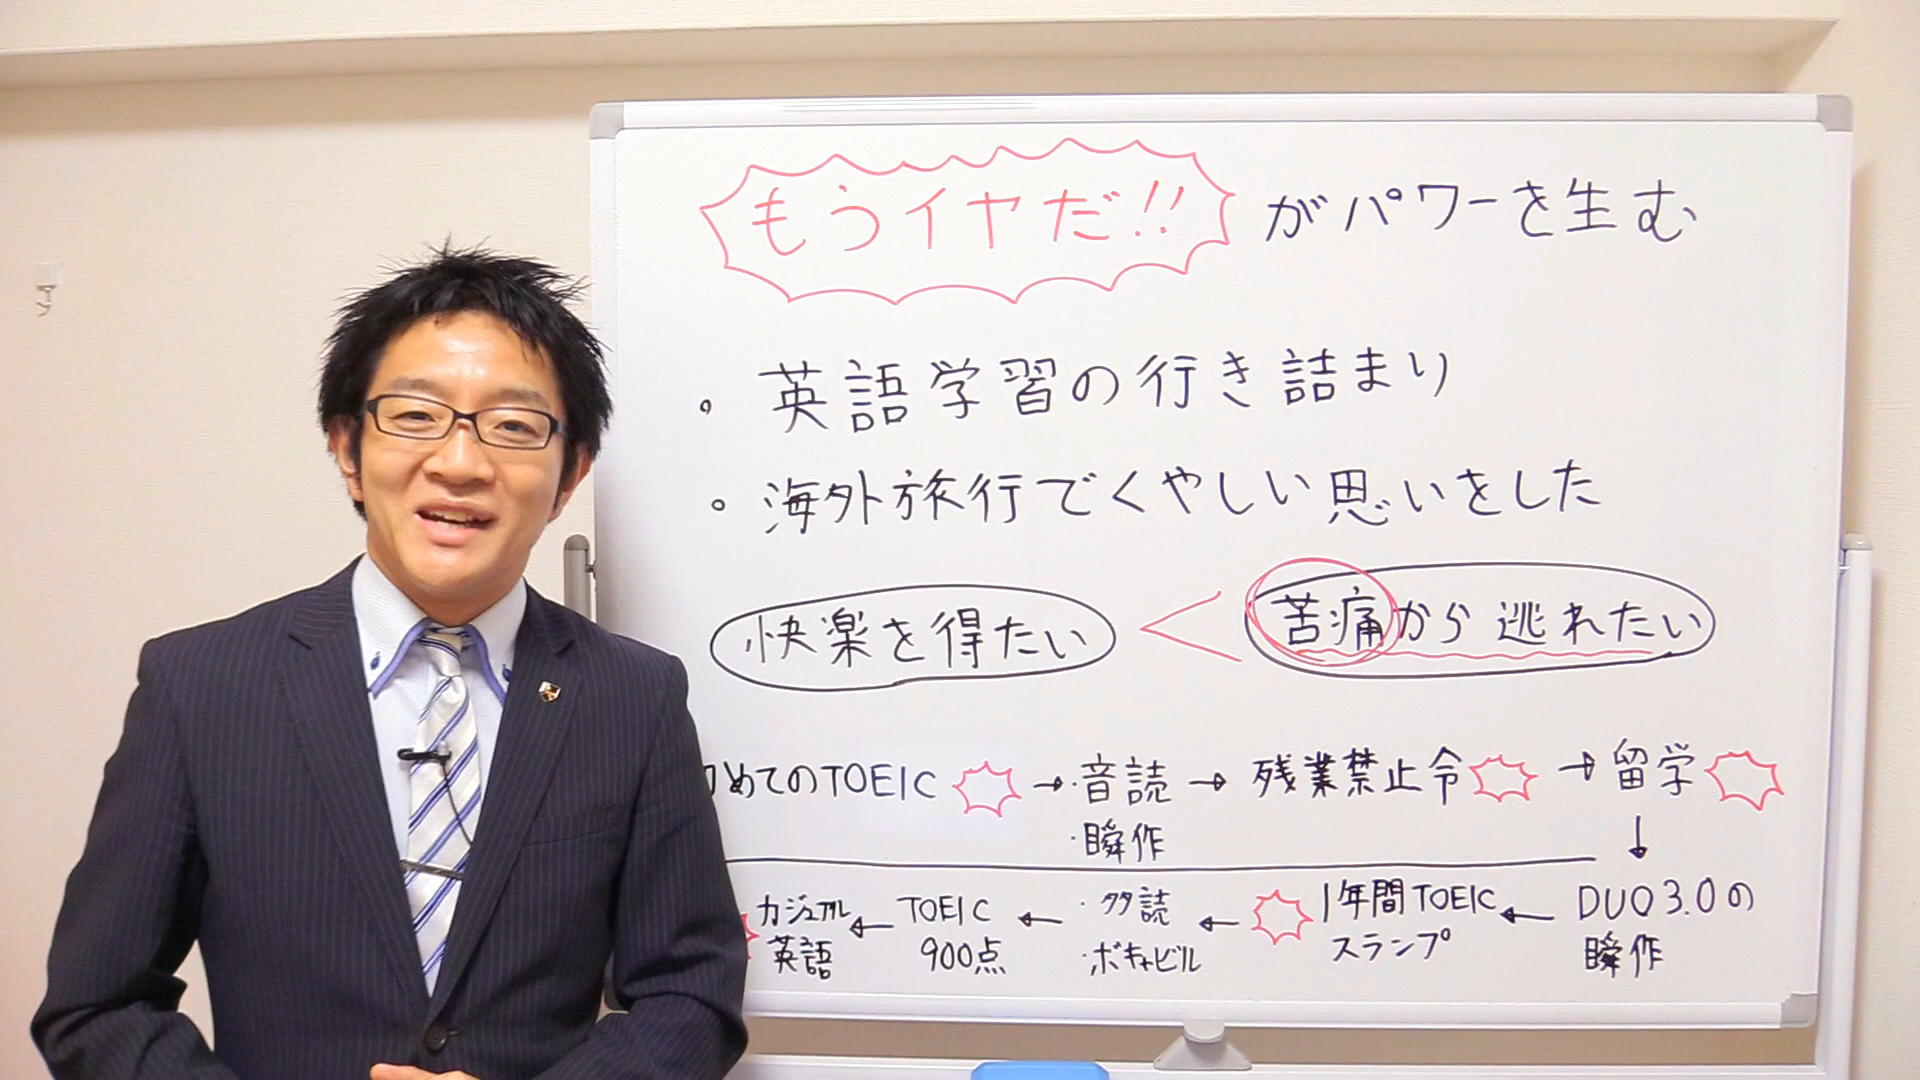 もうイヤだ!! がパワーを生む
・英語学習の行き詰まり
・海外旅行でくやしい思いをした
快楽を得たい < 苦痛から逃れたい
めてのTOEIC → ・音読 → 残業禁止令 → 留学
・瞬作
↓
カジュアル ← TOEIC ← ・多読 ← 1年間TOEIC ← DUO 3.0の
英語 900点 ・ボキャビル スランプ 瞬作